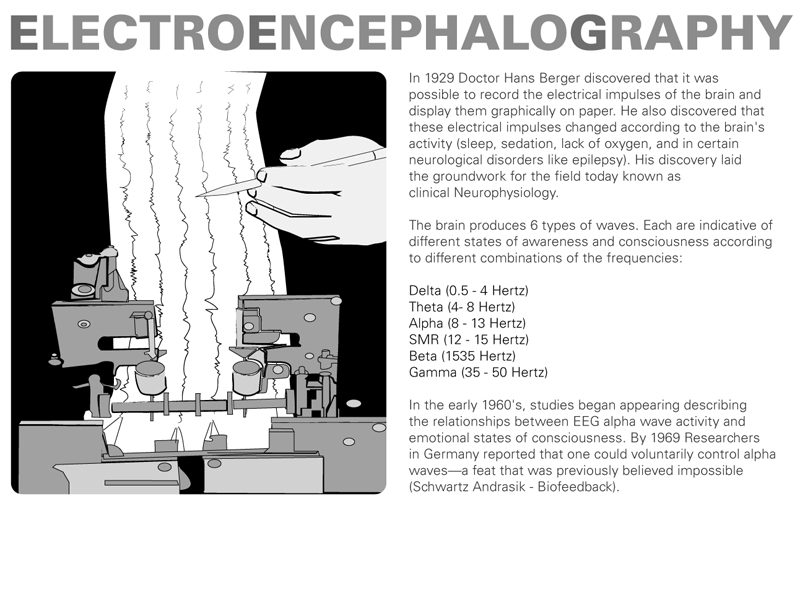 ELECTROENCEPHALOGRAPHY
In 1929 Doctor Hans Berger discovered that it was
possible to record the electrical impulses of the brain and
display them graphically on paper. He also discovered that
these electrical impulses changed according to the brain's
activity (sleep, sedation, lack of oxygen, and in certain
neurological disorders like epilepsy). His discovery laid
the groundwork for the field today known as
clinical Neurophysiology.
The brain produces 6 types of waves. Each are indicative of
different states of awareness and consciousness according
to different combinations of the frequencies:
Delta (0.5 - 4 Hertz)
Theta (4- 8 Hertz)
Alpha (8 - 13 Hertz)
SMR (12 - 15 Hertz)
Beta (1535 Hertz)
Gamma (35 - 50 Hertz)
In the early 1960's, studies began appearing describing
the relationships between EEG alpha wave activity and
emotional states of consciousness. By 1969 Researchers
in Germany reported that one could voluntarily control alpha
waves—a feat that was previously believed impossible
(Schwartz Andrasik - Biofeedback).